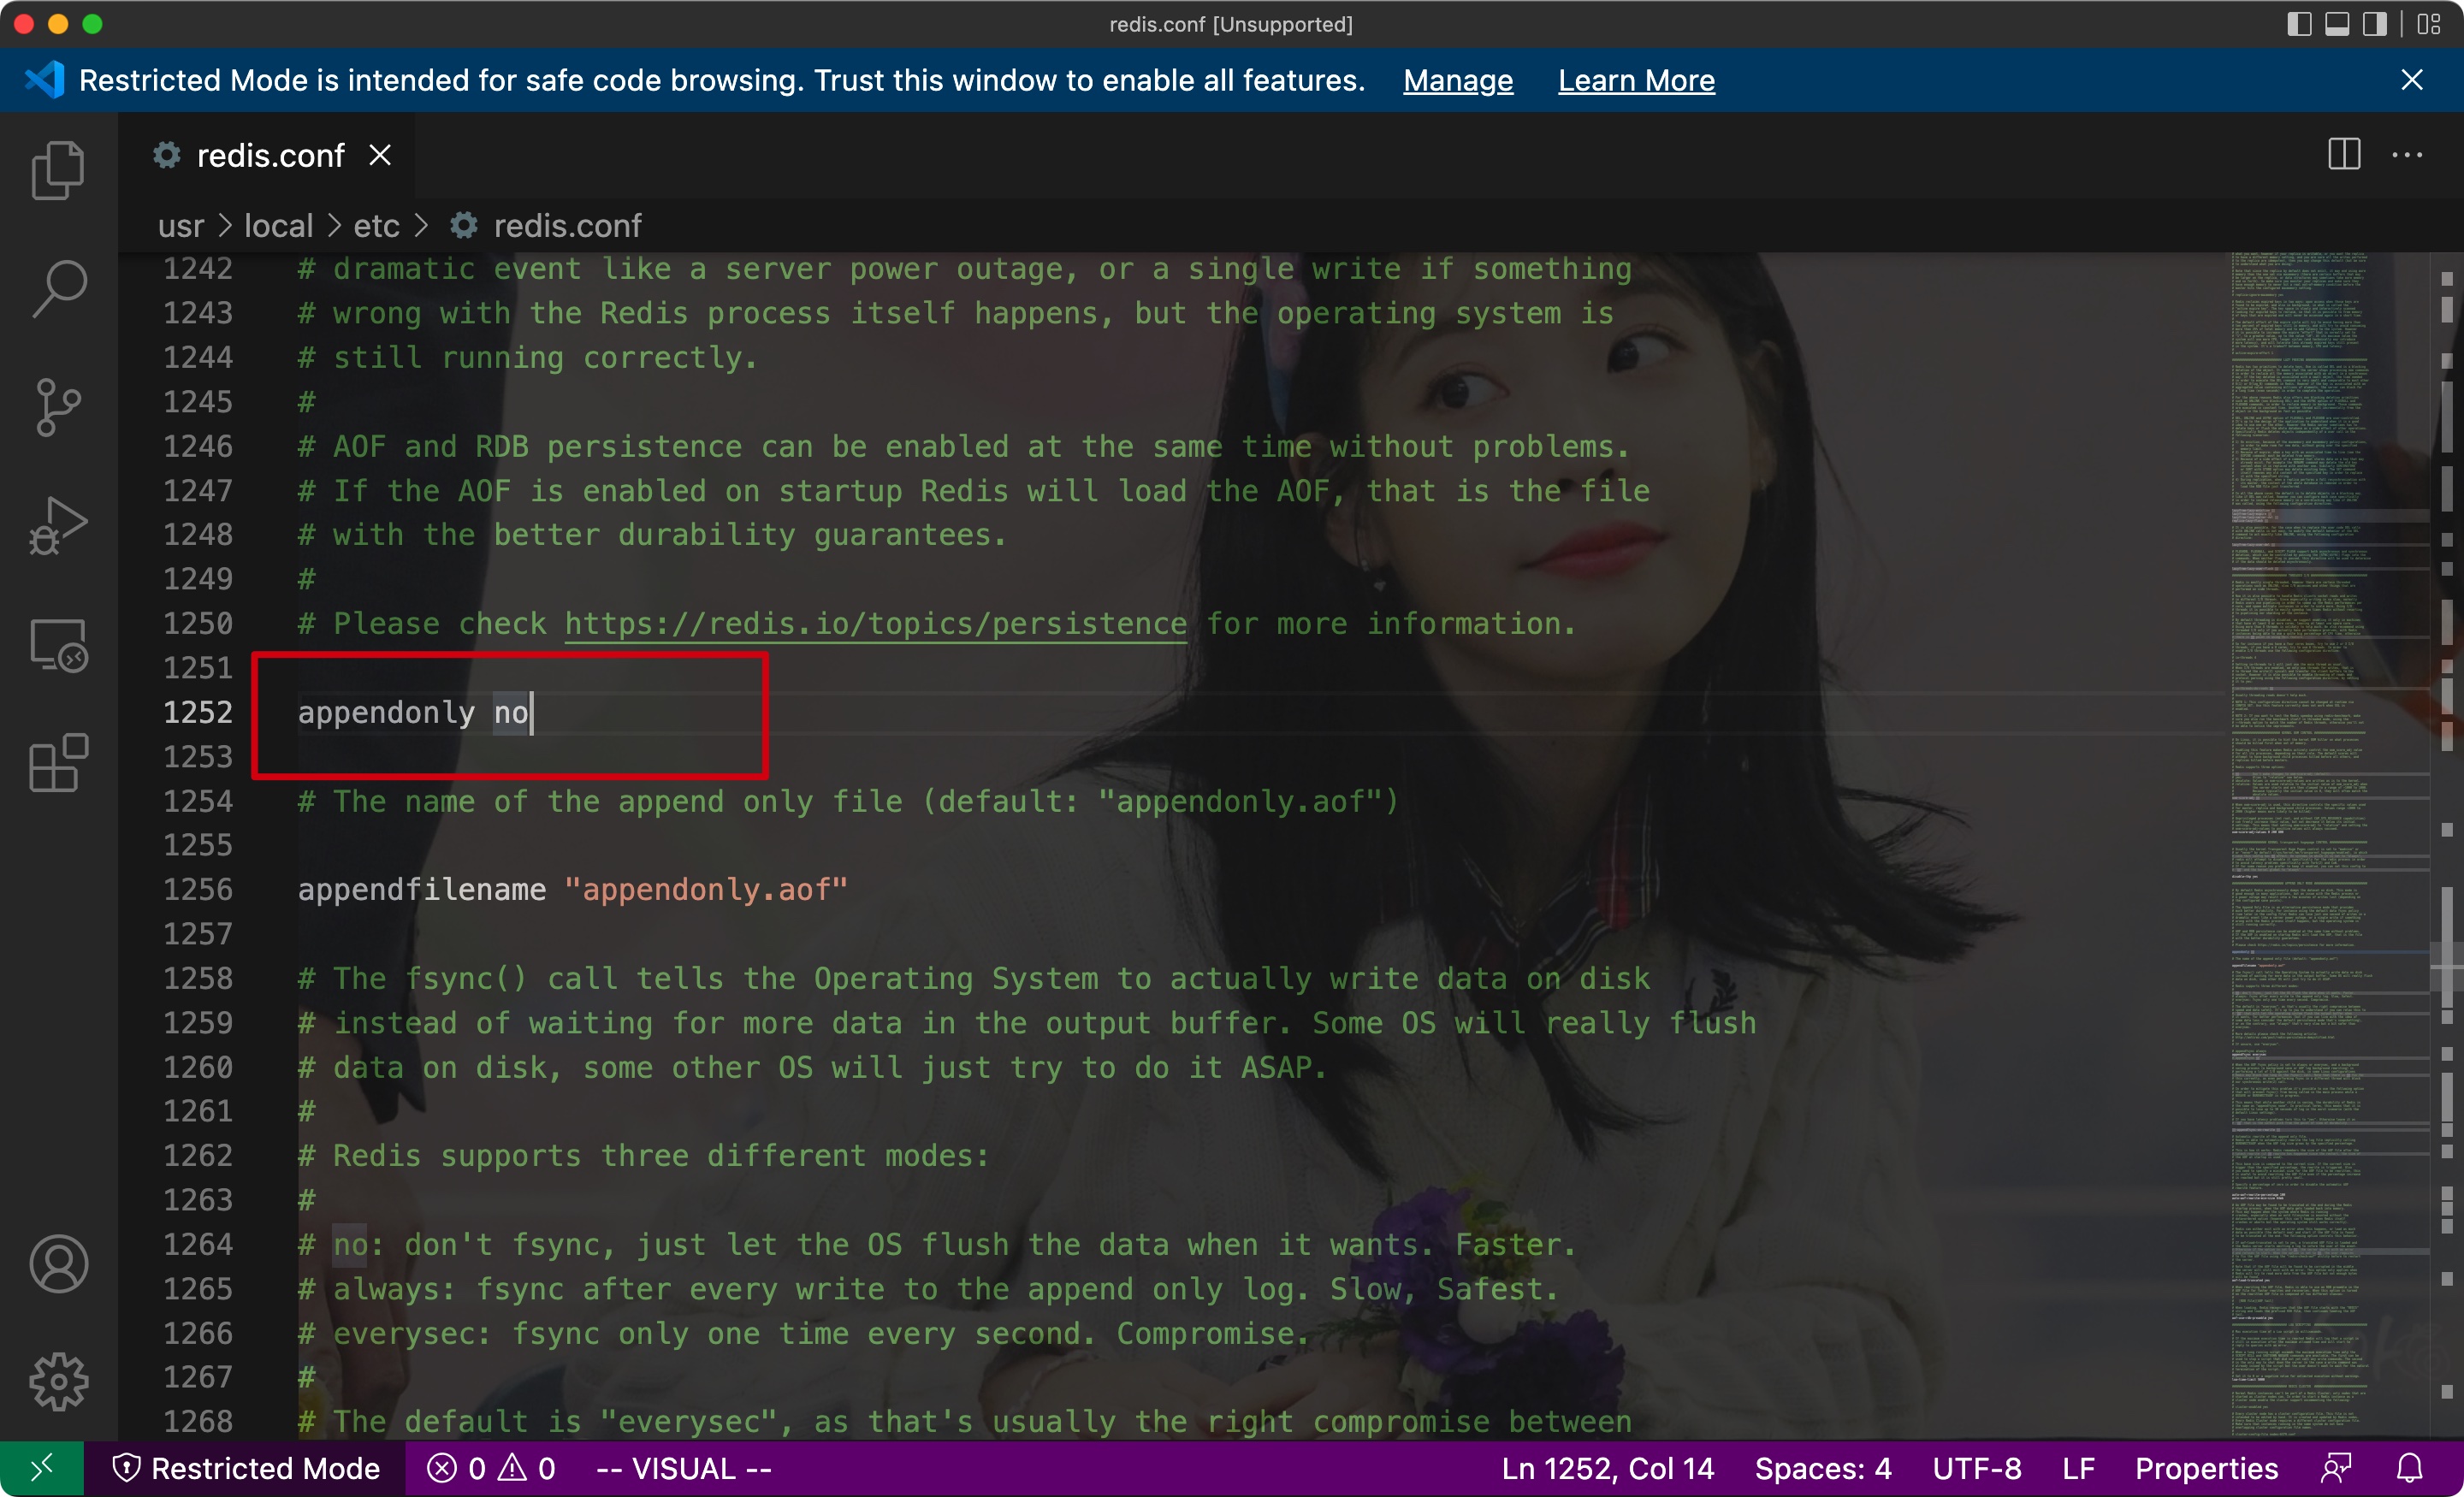 redis.conf [Unsupported]
Restricted Mode is intended for safe code browsing. Trust this window to enable all features. Manage Learn More
redis.conf
usr > local > etc > redis.conf
1242 # dramatic event like a server power outage, or a single write if something
1243 # wrong with the Redis process itself happens, but the operating system is
1244 # still running correctly.
1245 #
1246 # AOF and RDB persistence can be enabled at the same time without problems.
1247 # If the AOF is enabled on startup Redis will load the AOF, that is the file
1248 # with the better durability guarantees.
1249 #
1250 # Please check https://redis.io/topics/persistence for more information.
1251
1252 appendonly no
1253
1254 # The name of the append only file (default: "appendonly.aof")
1255
1256 appendfilename "appendonly.aof"
1257
1258 # The fsync() call tells the Operating System to actually write data on disk
1259 # instead of waiting for more data in the output buffer. Some OS will really flush
1260 # data on disk, some other OS will just try to do it ASAP.
1261 #
1262 # Redis supports three different modes:
1263 #
1264 # no: don't fsync, just let the OS flush the data when it wants. Faster.
1265 # always: fsync after every write to the append only log. Slow, Safest.
1266 # everysec: fsync only one time every second. Compromise.
1267 #
1268 # The default is "everysec", as that's usually the right compromise between
Restricted Mode 0 0 -- VISUAL -- Ln 1252, Col 14 Spaces: 4 UTF-8 LF Properties